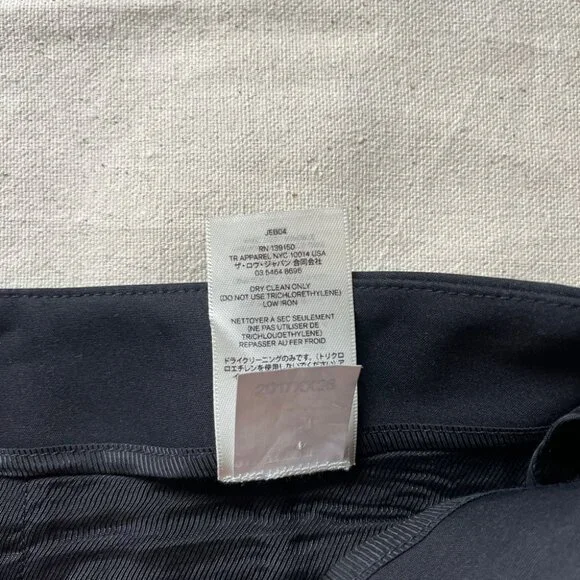 JEB04
RN 139150
TR APPAREL NYC 10014 USA
ザ・ロウ・ジャパン 合同会社
03 5464 8695
DRY CLEAN ONLY
(DO NOT USE TRICHLORETHYLENE)
LOW IRON
NETTOYER A SEC SEULEMENT
(NE PAS UTILISER DE
TRICHLOUGETHYLENE)
REPASSER AU FER FROID
ドライクリーニングのみです。(トリクロ
ロエチレンを使用しないでください)